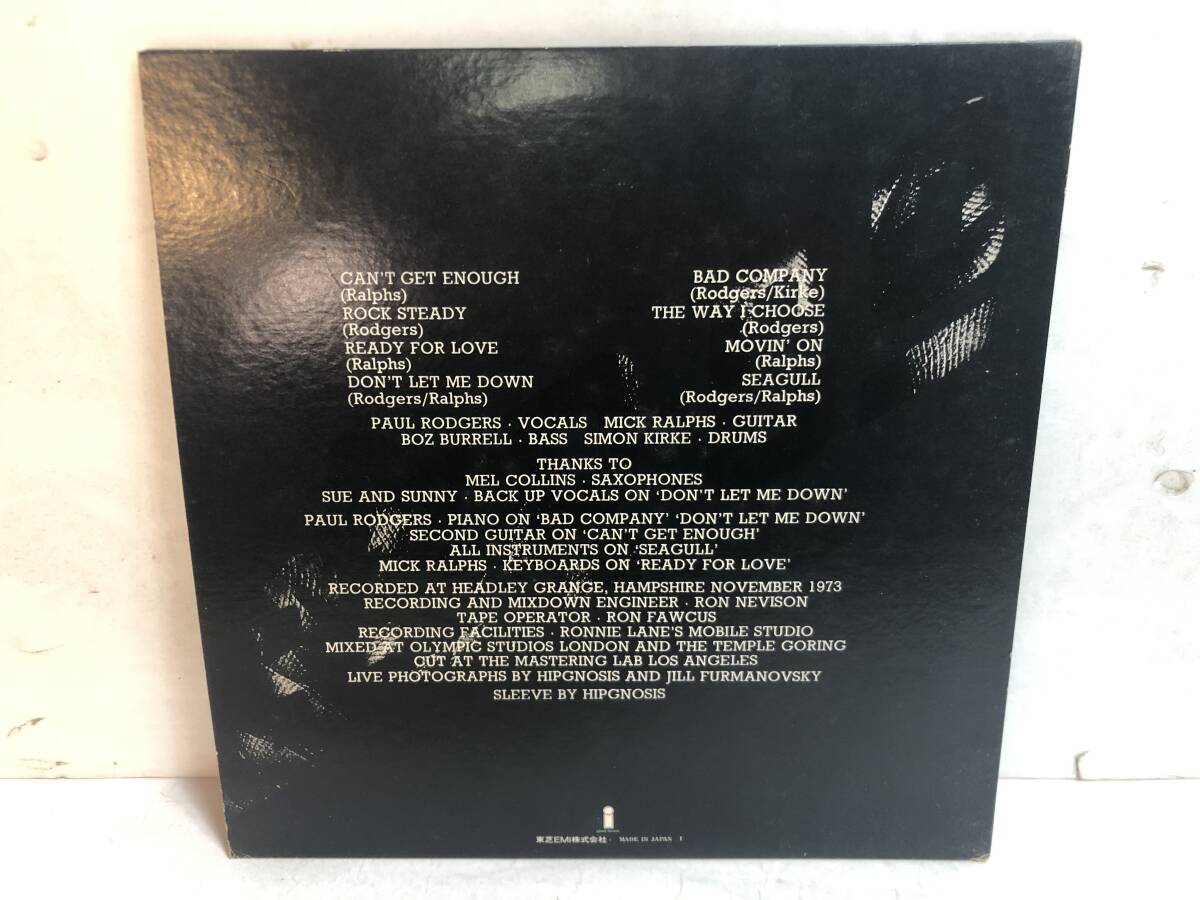 CAN'T GET ENOUGH
(Ralphs)
ROCK STEADY
(Rodgers)
READY FOR LOVE
(Ralphs)
DON'T LET ME DOWN
(Rodgers/Ralphs)
BAD COMPANY
(Rodgers/Kirke)
THE WAY I CHOOSE
(Rodgers)
MOVIN' ON
(Ralphs)
SEAGULL
(Rodgers/Ralphs)
PAUL RODGERS · VOCALS MICK RALPHS · GUITAR
BOZ BURRELL · BASS SIMON KIRKE · DRUMS
THANKS TO
MEL COLLINS · SAXOPHONES
SUE AND SUNNY · BACK UP VOCALS ON 'DON'T LET ME DOWN'
PAUL RODGERS · PIANO ON 'BAD COMPANY' 'DON'T LET ME DOWN'
SECOND GUITAR ON 'CAN'T GET ENOUGH'
ALL INSTRUMENTS ON 'SEAGULL'
MICK RALPHS · KEYBOARDS ON 'READY FOR LOVE'
RECORDED AT HEADLEY GRANGE, HAMPSHIRE NOVEMBER 1973
RECORDING AND MIXDOWN ENGINEER · RON NEVISON
TAPE OPERATOR · RON FAWCUS
RECORDING FACILITIES · RONNIE LANE'S MOBILE STUDIO
MIXED AT OLYMPIC STUDIOS LONDON AND THE TEMPLE GORING
CUT AT THE MASTERING LAB LOS ANGELES
LIVE PHOTOGRAPHS BY HIPGNOSIS AND JILL FURMANOVSKY
SLEEVE BY HIPGNOSIS
i
東芝EMI株式会社 · MADE IN JAPAN I